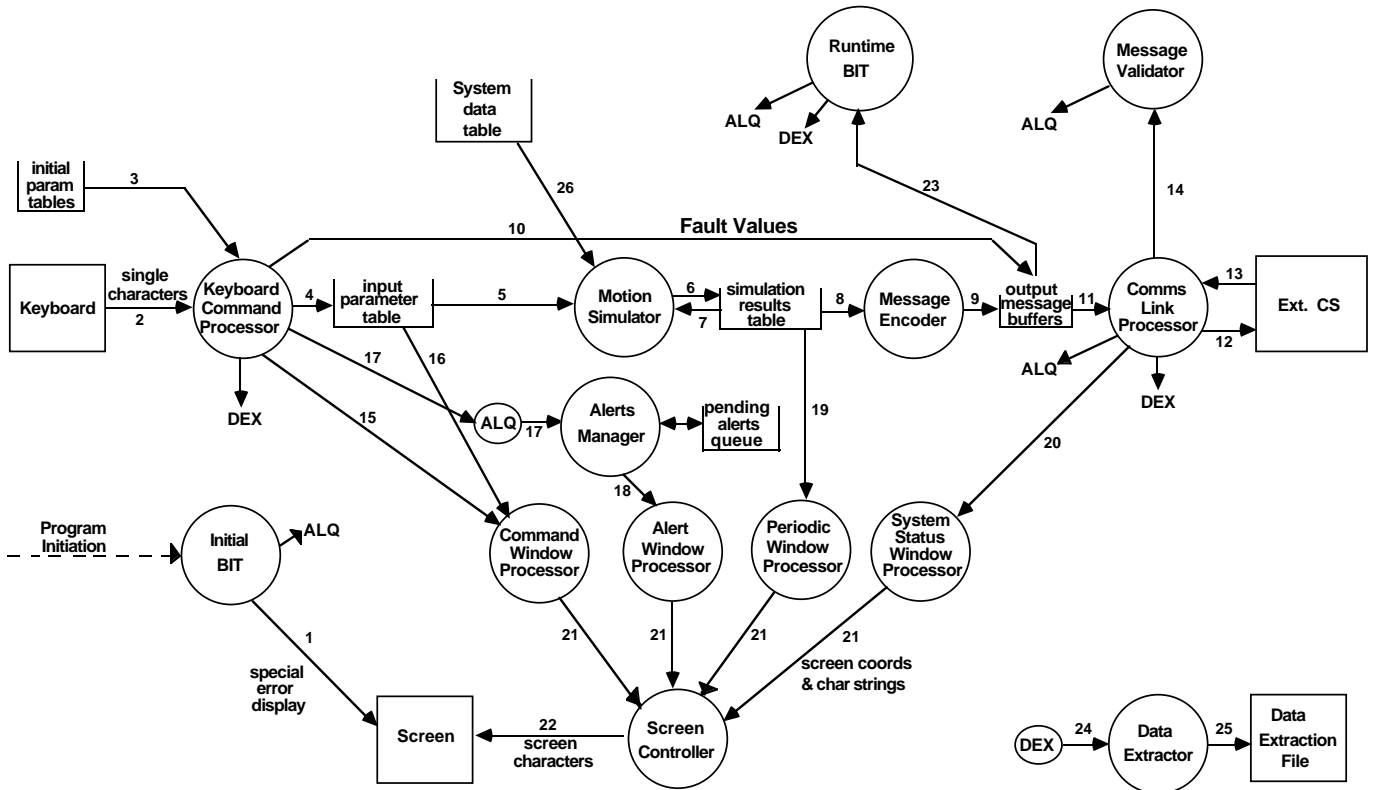 Runtime
BIT
Message
Validator
System
data
table
ALQ
DEX
ALQ
initial
param
tables
3
26
23
14
10
Fault Values
Keyboard
single
characters
2
Keyboard
Command
Processor
4
input
parameter
table
5
Motion
Simulator
6
7
simulation
results
table
8
Message
Encoder
9
output
message
buffers
11
Comms
Link
Processor
13
12
Ext. CS
17
16
ALQ
DEX
DEX
15
ALQ
17
Alerts
Manager
pending
alerts
queue
19
20
18
Program
Initiation
Initial
BIT
ALQ
Command
Window
Processor
Alert
Window
Processor
Periodic
Window
Processor
System
Status
Window
Processor
1
21
21
21
21
special
error
display
screen coords
& char strings
Screen
22
screen
characters
Screen
Controller
DEX
24
Data
Extractor
25
Data
Extraction
File